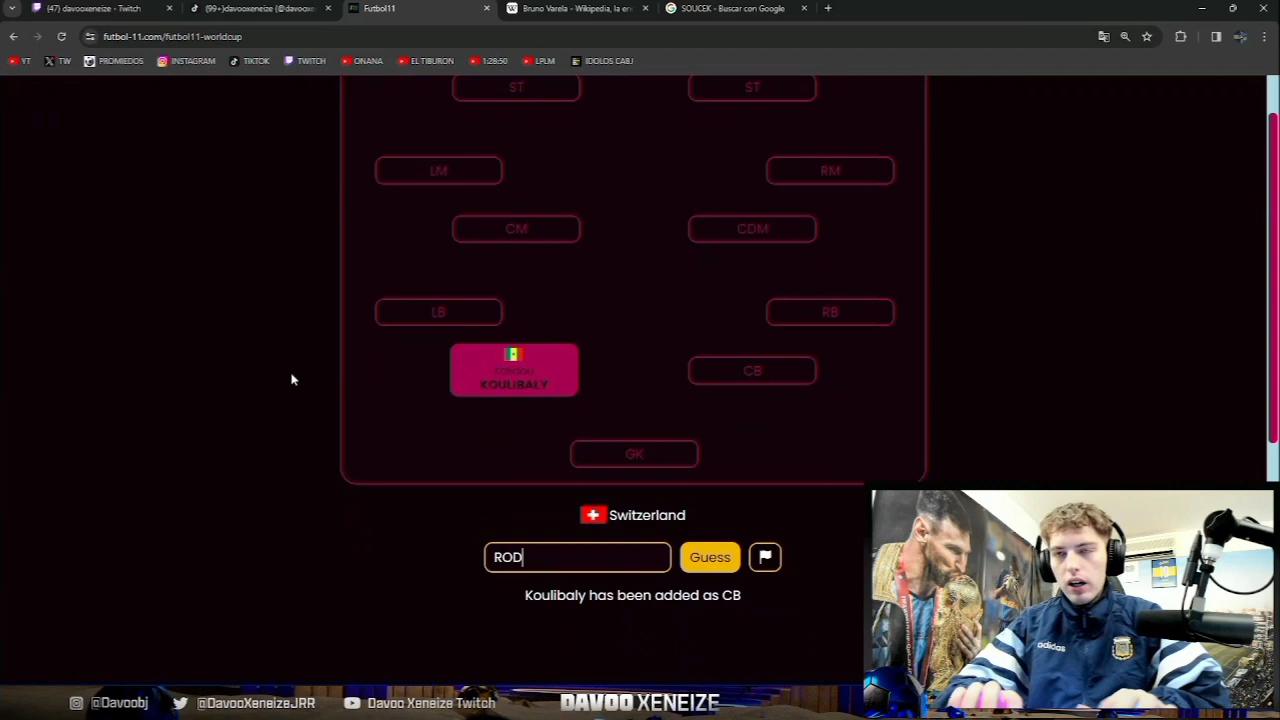 (47) davooxeneize - Twitch
(99+)davooxeneize (@davooxe
Futbol11
Bruno Varela - Wikipedia, la en
SOUCEK - Buscar con Google
futbol-11.com/futbol11-worldcup
YT
TW
PROMIEDOS
INSTAGRAM
TIKTOK
TWITCH
ONANA
EL TIBURON
1:28:50
LPLM
IDOLOS CABJ
ST
ST
LM
RM
CM
CDM
LB
RB
KOULIBALY
CB
GK
Switzerland
ROD
Guess
Koulibaly has been added as CB
adidas
@Davoobj
@DavooXeneizeJRR
Davoo Xeneize Twitch
DAVOO XENEIZE